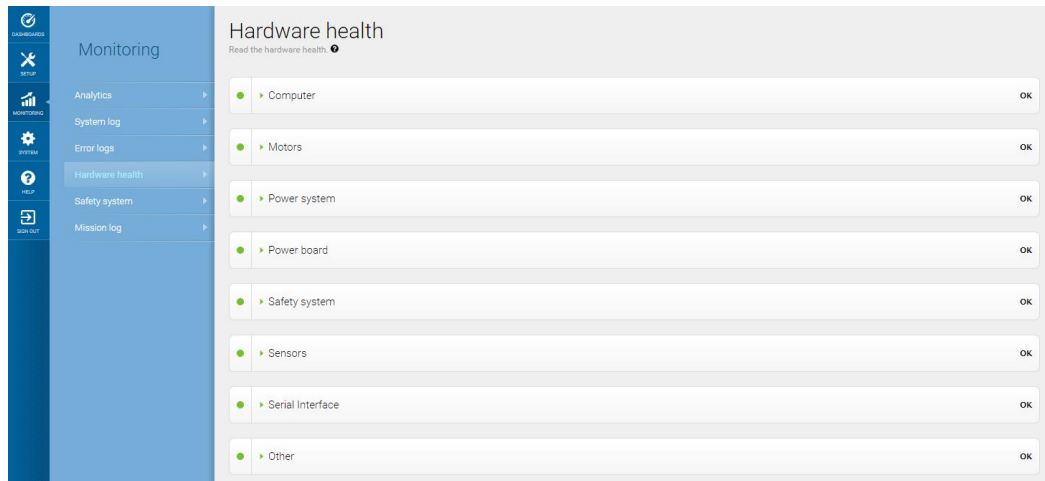 DASHBOARDS
SETUP
MONITORING
SYSTEM
HELP
SIGN OUT
Monitoring
Analytics
System log
Error logs
Hardware health
Safety system
Mission log
Hardware health
Read the hardware health. ?
Computer OK
Motors OK
Power system OK
Power board OK
Safety system OK
Sensors OK
Serial Interface OK
Other OK